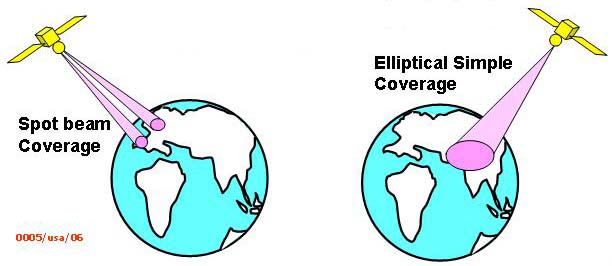 Spot beam
Coverage
Elliptical Simple
Coverage
0005/usa/06